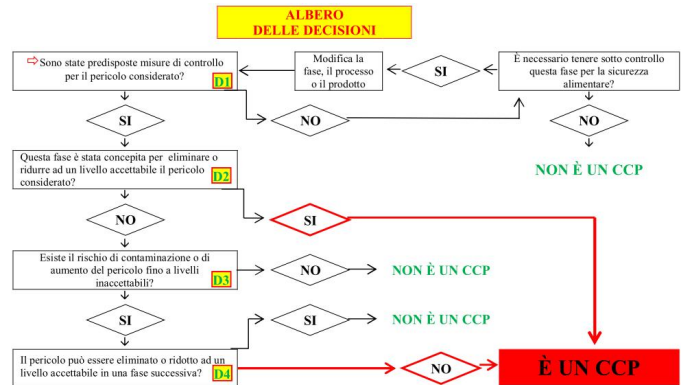 ALBERO
DELLE DECISIONI
⇨Sono state predisposte misure di controllo
per il pericolo considerato?
D1
Modifica la
fase, il processo
o il prodotto
SI
È necessario tenere sotto controllo
questa fase per la sicurezza
alimentare?
SI
NO
NO
NON È UN CCP
Questa fase è stata concepita per eliminare o
ridurre ad un livello accettabile il pericolo
considerato?
D2
NO
SI
Esiste il rischio di contaminazione o di
aumento del pericolo fino a livelli
inaccettabili?
D3
NO
NON È UN CCP
SI
SI
NON È UN CCP
Il pericolo può essere eliminato o ridotto ad un
livello accettabile in una fase successiva?
D4
NO
È UN CCP